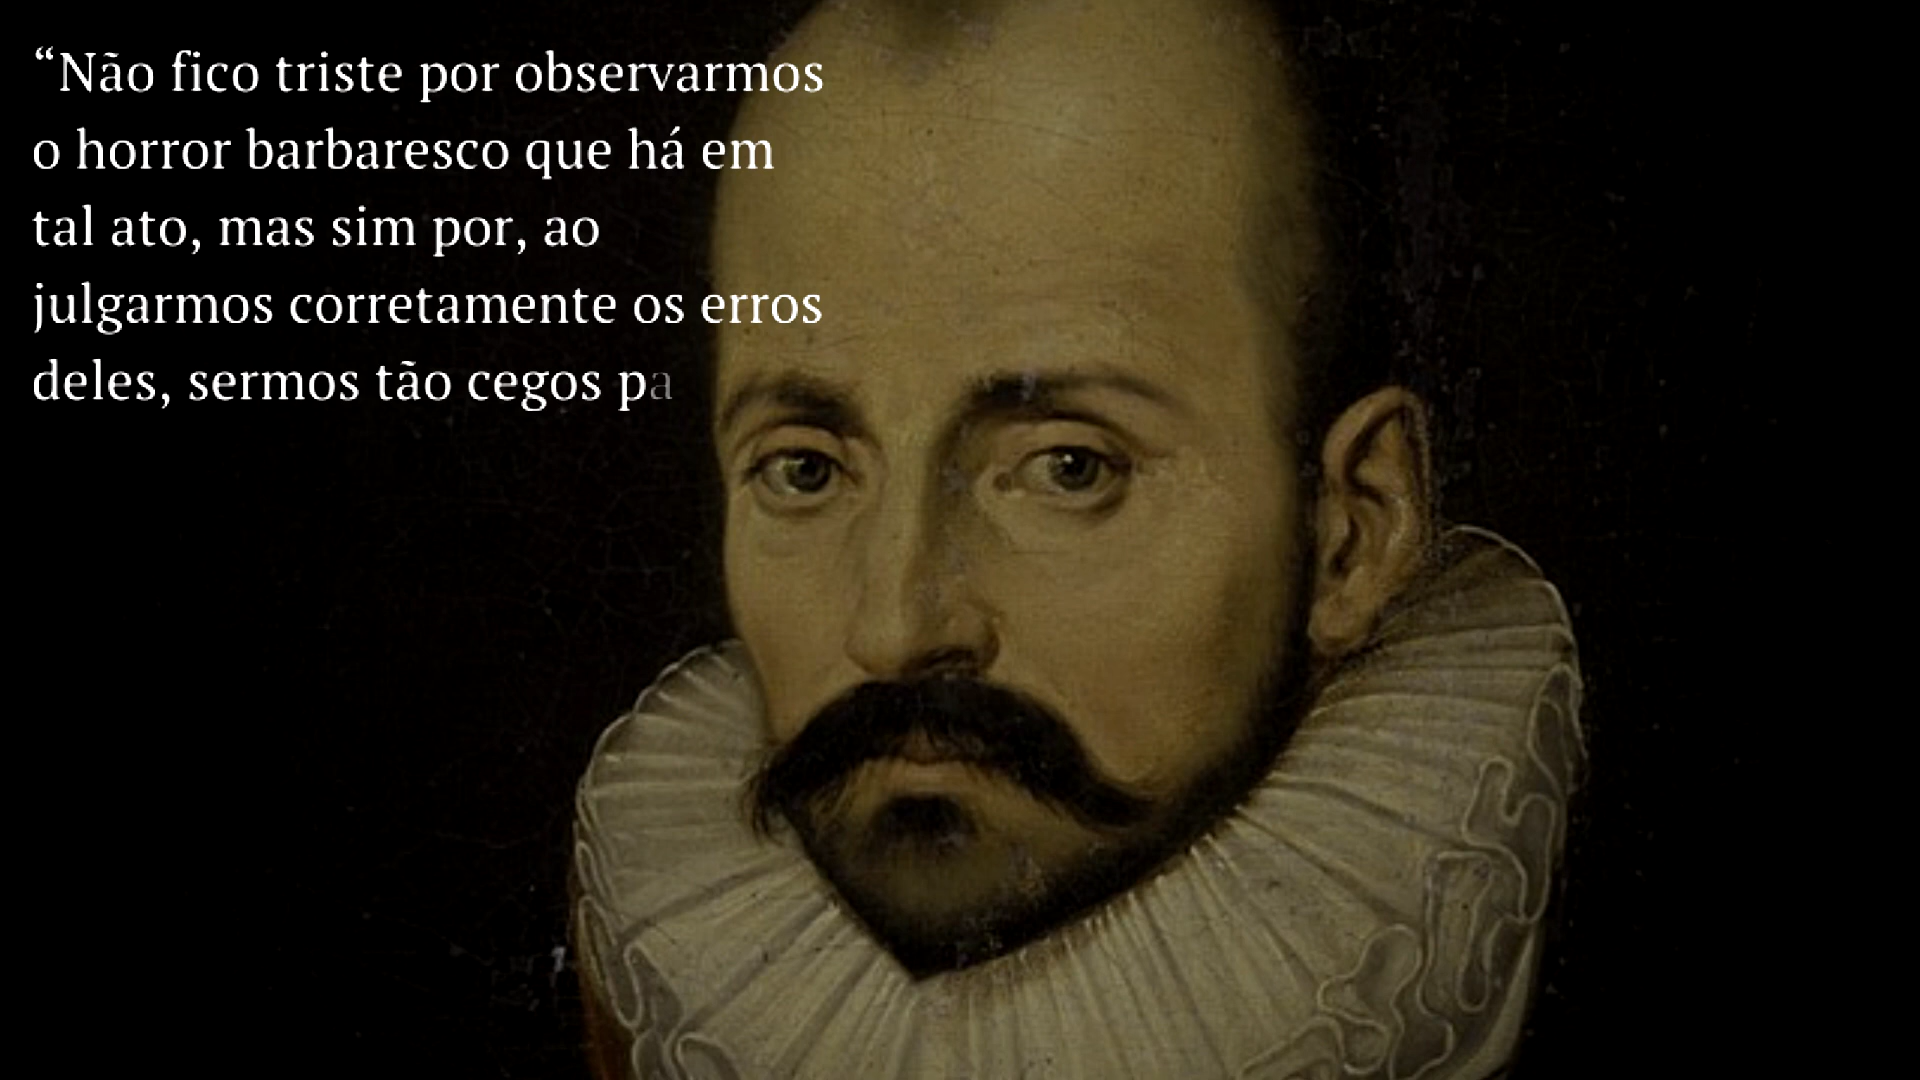 “Não fico triste por observarmos
o horror barbaresco que há em
tal ato, mas sim por, ao
julgarmos corretamente os erros
deles, sermos tão cegos pa